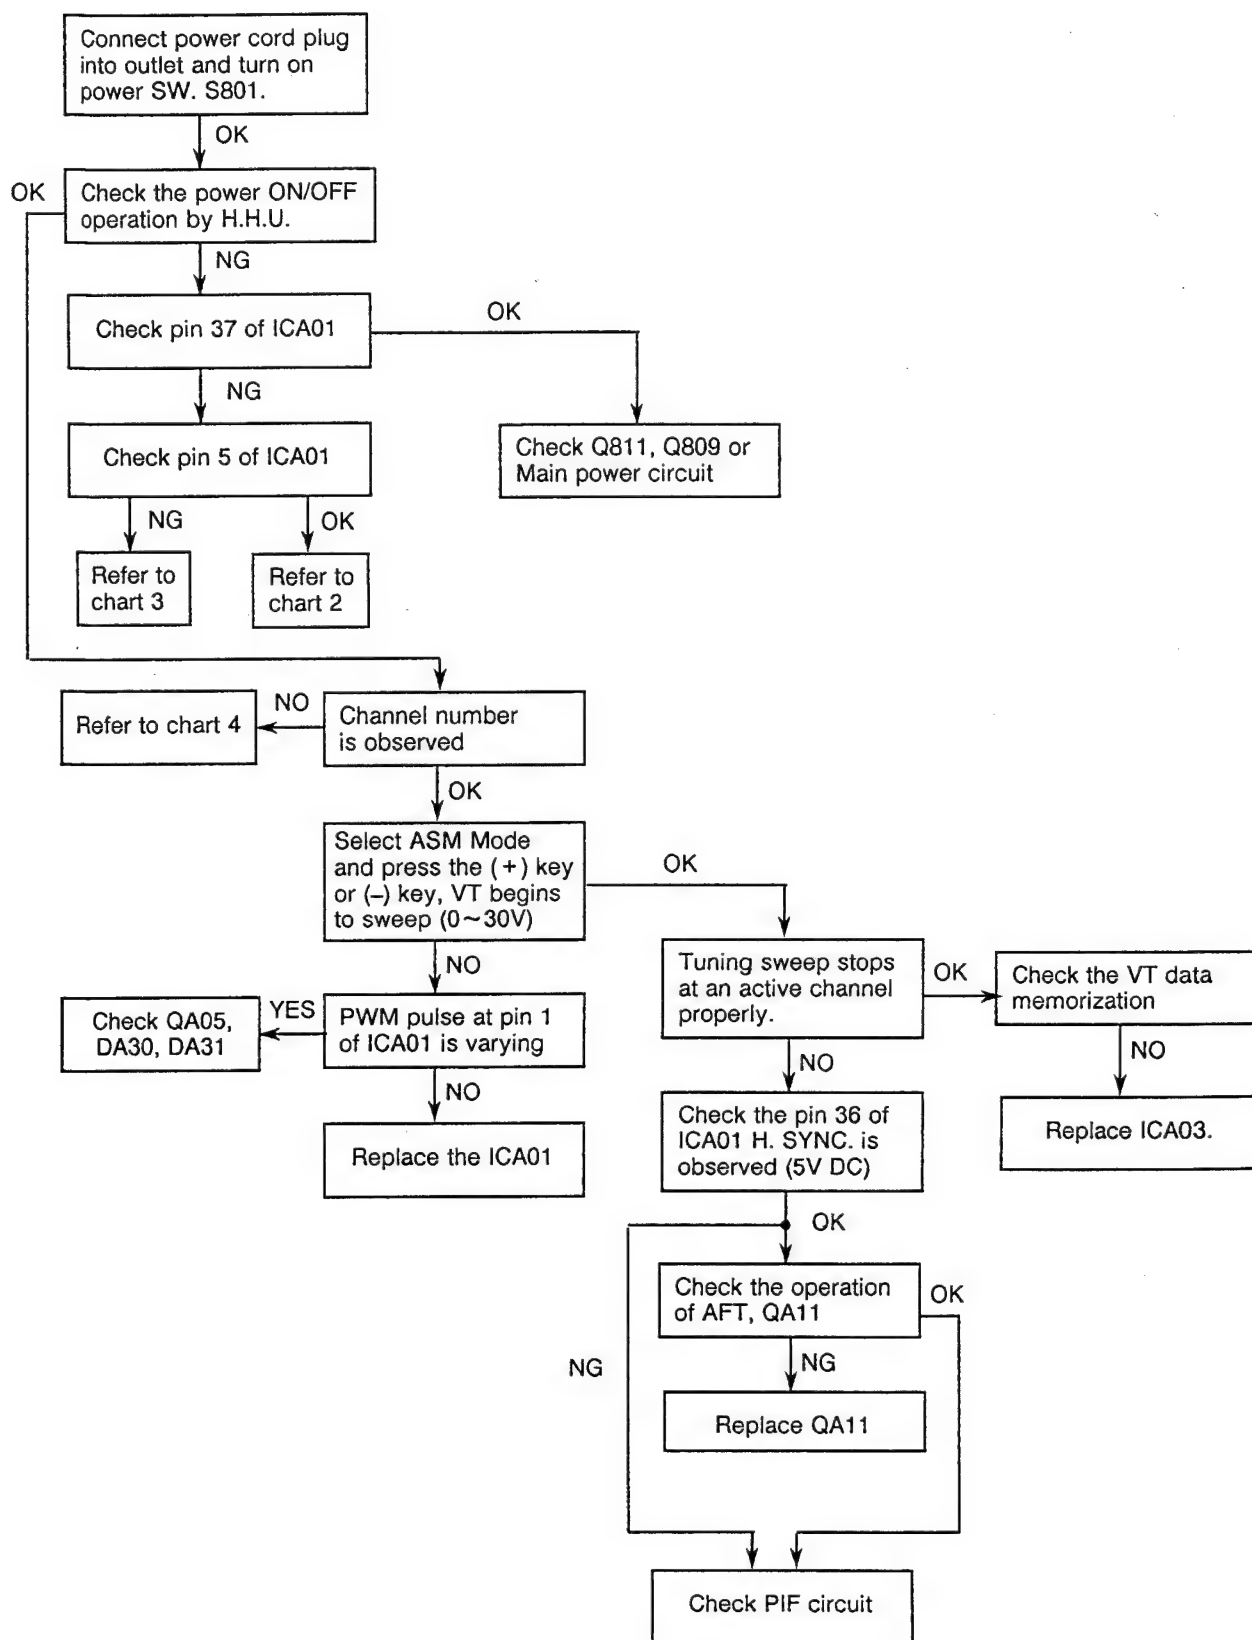 Connect power cord plug
into outlet and turn on
power SW. S801.
OK
OK
Check the power ON/OFF
operation by H.H.U.
NG
Check pin 37 of ICA01
OK
NG
Check pin 5 of ICA01
Check Q811, Q809 or
Main power circuit
NG
OK
Refer to
chart 3
Refer to
chart 2
Refer to chart 4
NO
Channel number
is observed
OK
Select ASM Mode
and press the (+) key
or (–) key, VT begins
to sweep (0~30V)
OK
NO
Tuning sweep stops
at an active channel
properly.
OK
Check the VT data
memorization
Check QA05,
DA30, DA31
YES
PWM pulse at pin 1
of ICA01 is varying
NO
NO
NO
Replace the ICA01
Check the pin 36 of
ICA01 H. SYNC. is
observed (5V DC)
Replace ICA03.
OK
Check the operation
of AFT, QA11
OK
NG
NG
Replace QA11
Check PIF circuit